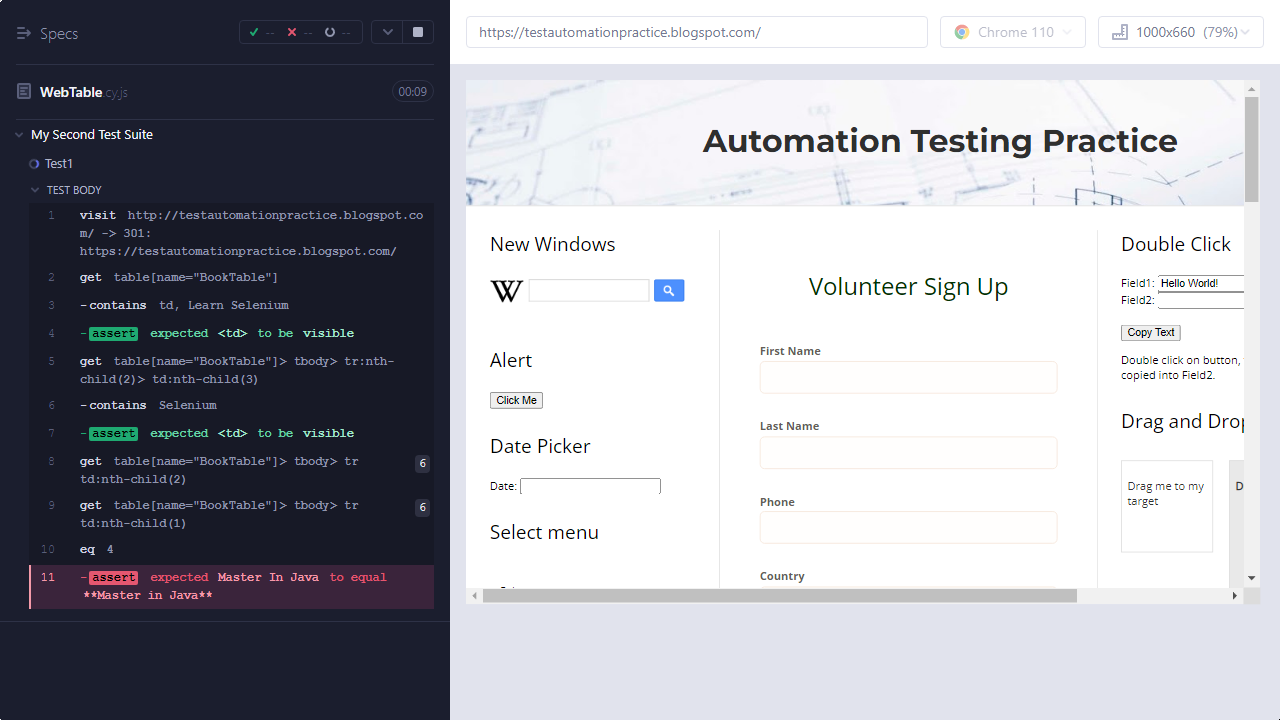 Specs
-- -- --
WebTable.cy.js
00:09
My Second Test Suite
Test1
TEST BODY
1 visit http://testautomationpractice.blogspot.co
m/ -> 301:
https://testautomationpractice.blogspot.com/
2 get table[name="BookTable"]
3 -contains td, Learn Selenium
4 -assert expected <td> to be visible
5 get table[name="BookTable"]> tbody> tr:nth-
child(2)> td:nth-child(3)
6 -contains Selenium
7 -assert expected <td> to be visible
8 get table[name="BookTable"]> tbody> tr 6
td:nth-child(2)
9 get table[name="BookTable"]> tbody> tr 6
td:nth-child(1)
10 eq 4
11 -assert expected Master In Java to equal
**Master in Java**
https://testautomationpractice.blogspot.com/
Chrome 110
1000x660 (79%)
Automation Testing Practice
New Windows
W
Alert
Click Me
Date Picker
Date:
Select menu
Volunteer Sign Up
First Name
Last Name
Phone
Country
Double Click
Field1: Hello World!
Field2:
Copy Text
Double click on button,
copied into Field2.
Drag and Drop
Drag me to my
target
D